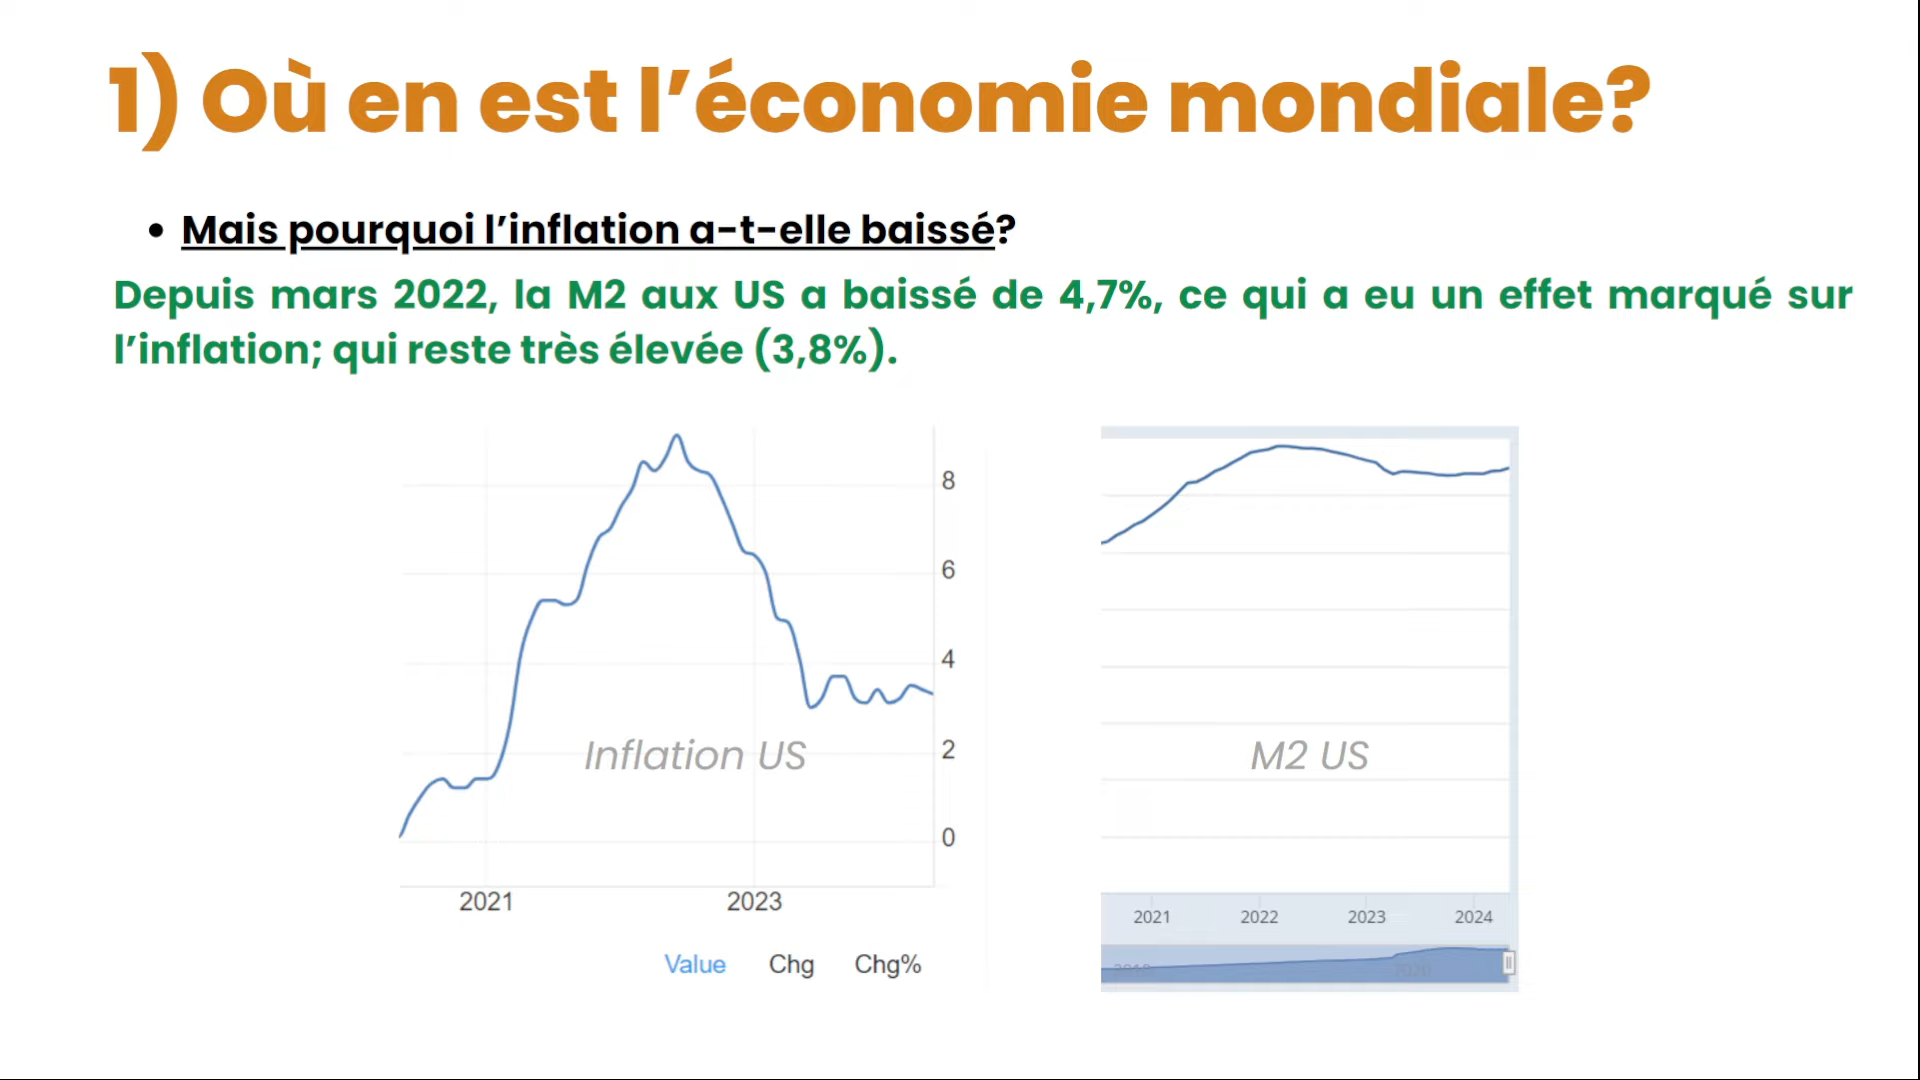 1) Où en est l’économie mondiale?
• Mais pourquoi l’inflation a-t-elle baissé?
Depuis mars 2022, la M2 aux US a baissé de 4,7%, ce qui a eu un effet marqué sur
l’inflation; qui reste très élevée (3,8%).
8
6
4
2
0
Inflation US
2021 2023
Value Chg Chg%
M2 US
2021 2022 2023 2024
2010 2020